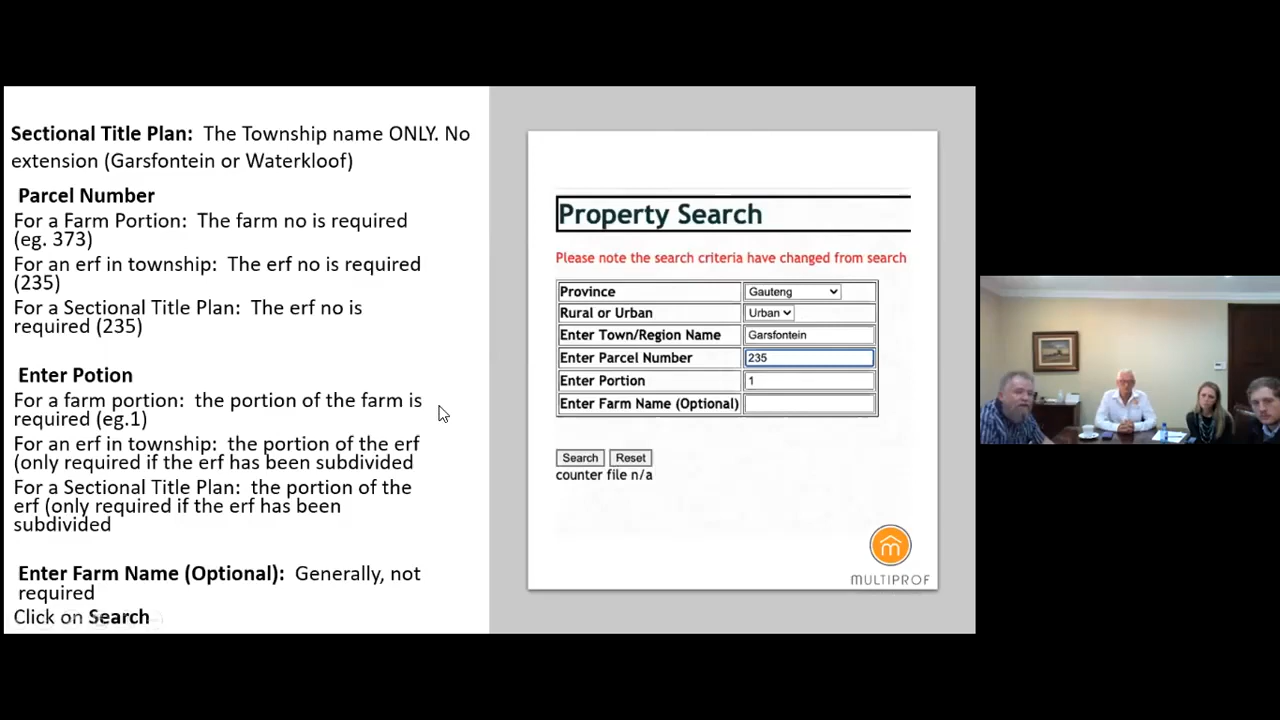 Sectional Title Plan: The Township name ONLY. No
extension (Garsfontein or Waterkloof)
Parcel Number
For a Farm Portion: The farm no is required
(eg. 373)
For an erf in township: The erf no is required
(235)
For a Sectional Title Plan: The erf no is
required (235)
Enter Potion
For a farm portion: the portion of the farm is
required (eg.1)
For an erf in township: the portion of the erf
(only required if the erf has been subdivided
For a Sectional Title Plan: the portion of the
erf (only required if the erf has been
subdivided
Enter Farm Name (Optional): Generally, not
required
Click on Search
Property Search
Please note the search criteria have changed from search
Province Gauteng
Rural or Urban Urban
Enter Town/Region Name Garsfontein
Enter Parcel Number 235
Enter Portion 1
Enter Farm Name (Optional)
Search Reset
counter file n/a
MULTIPROF